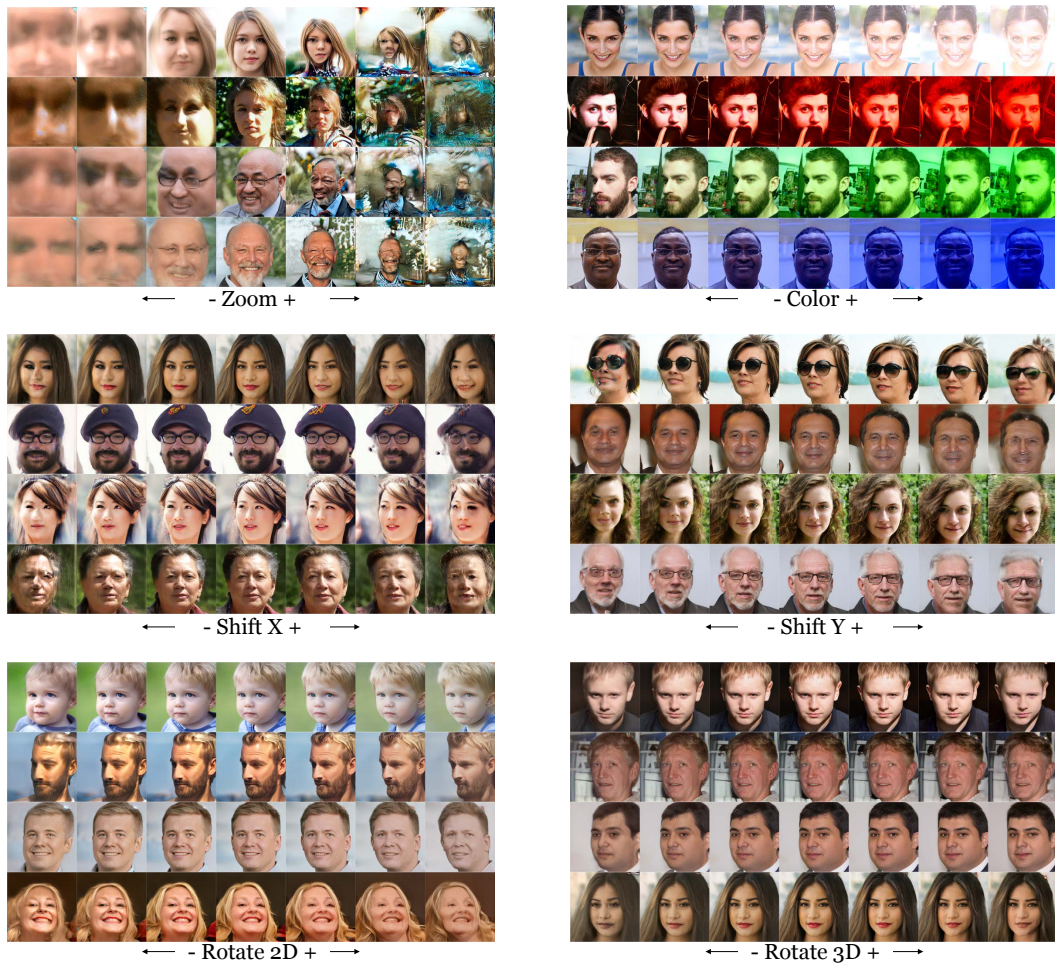 - Zoom +
- Color +
- Shift X +
- Shift Y +
- Rotate 2D +
- Rotate 3D +